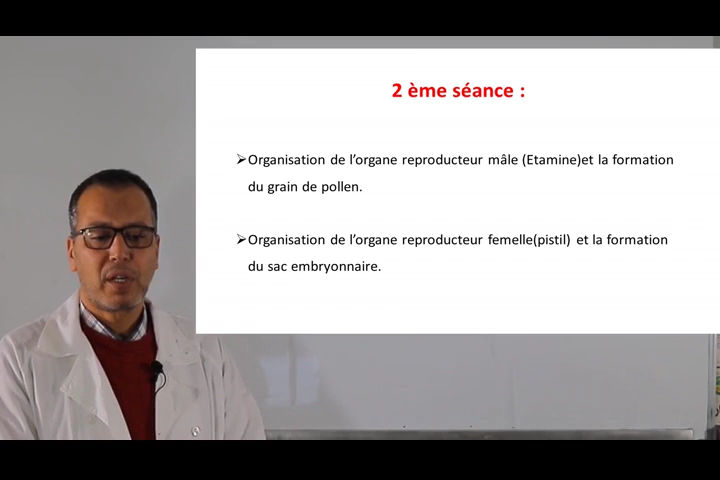 2 ème séance :
➢Organisation de l’organe reproducteur mâle (Etamine)et la formation
du grain de pollen.
➢Organisation de l’organe reproducteur femelle(pistil) et la formation
du sac embryonnaire.